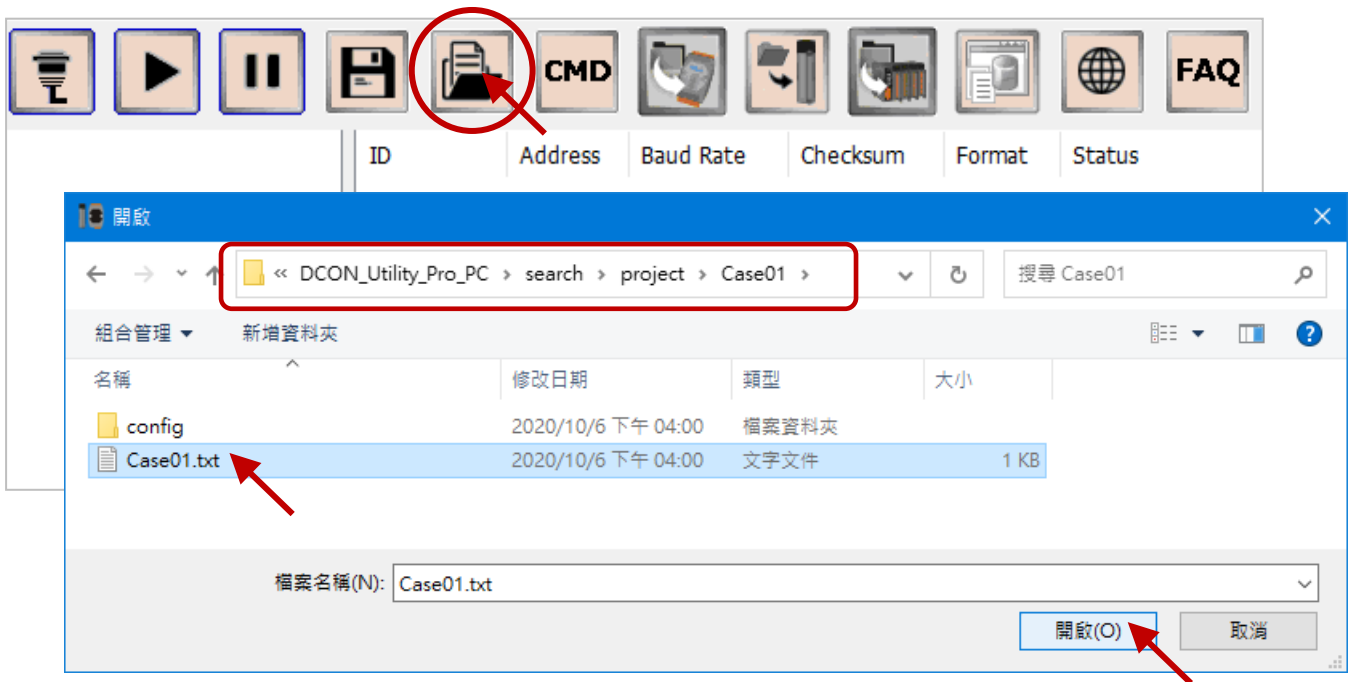 CMD FAQ
ID Address Baud Rate Checksum Format Status
開啟
« DCON_Utility_Pro_PC › search › project › Case01 › 搜尋 Case01
組合管理 新增資料夾
名稱 修改日期 類型 大小
config 2020/10/6 下午 04:00 檔案資料夾
Case01.txt 2020/10/6 下午 04:00 文字文件 1 KB
檔案名稱(N): Case01.txt
開啟(O) 取消